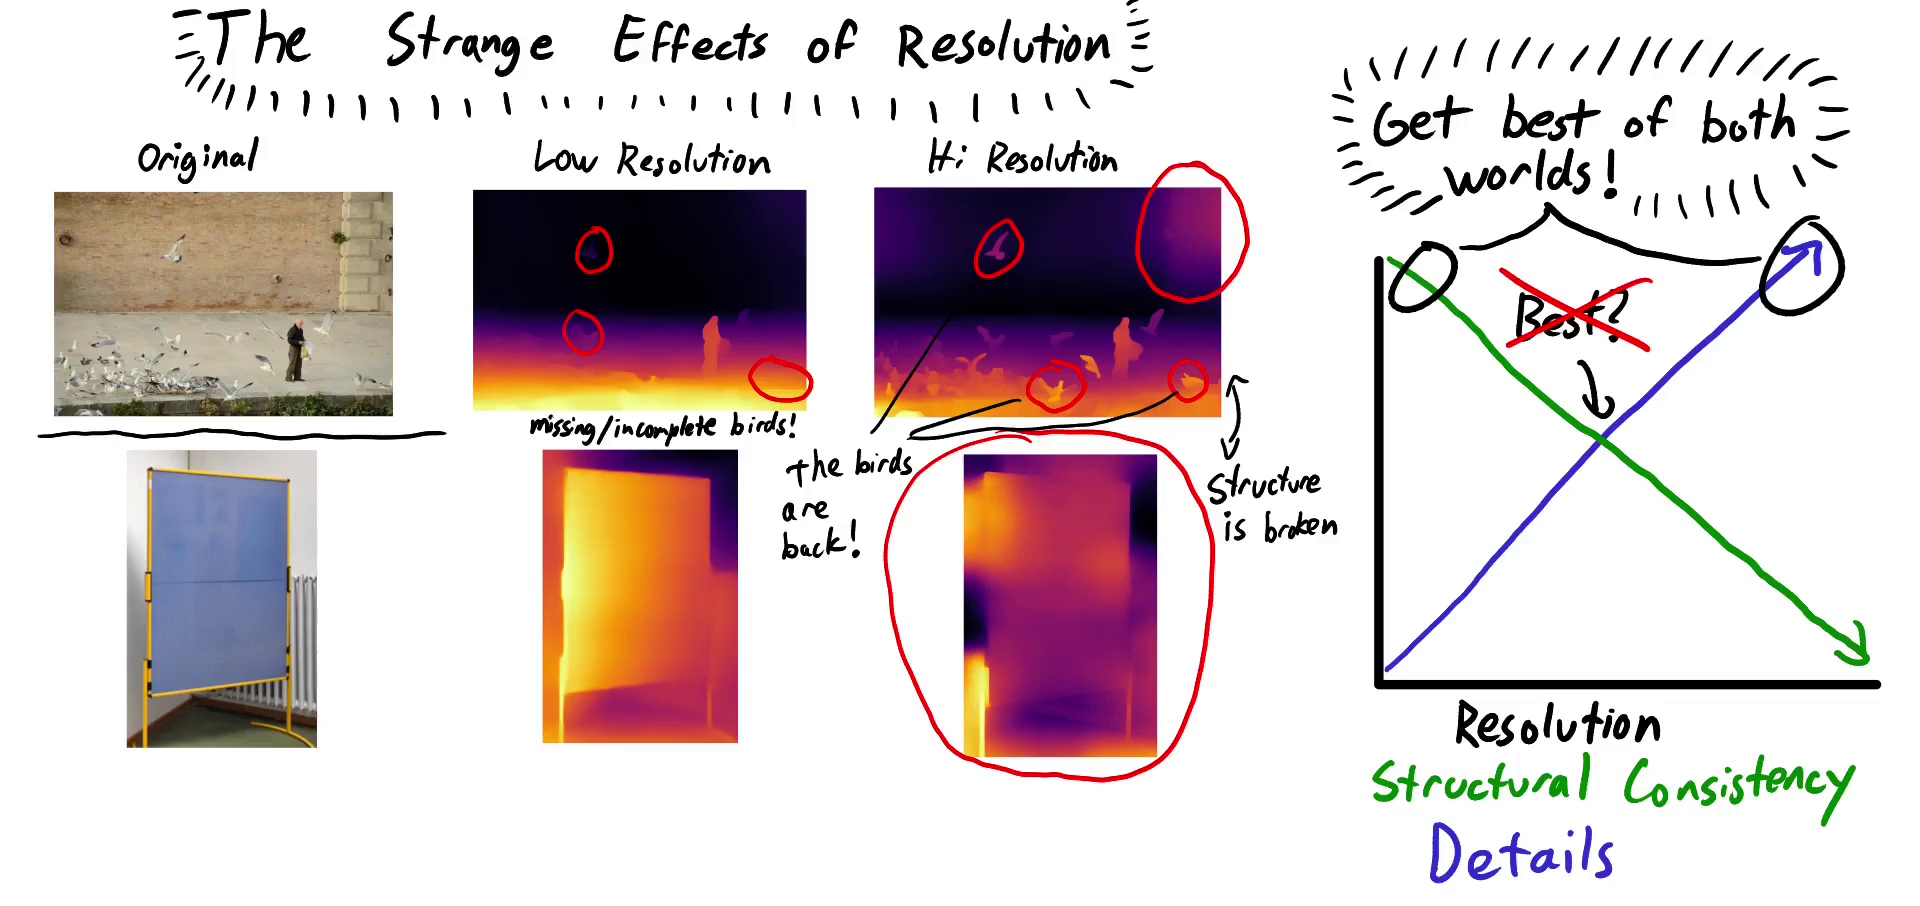 The Strange Effects of Resolution
Original
Low Resolution
Hi Resolution
missing/incomplete birds!
the birds
are
back!
Structure
is broken
Get best of both
worlds!
Best?
Resolution
Structural Consistency
Details